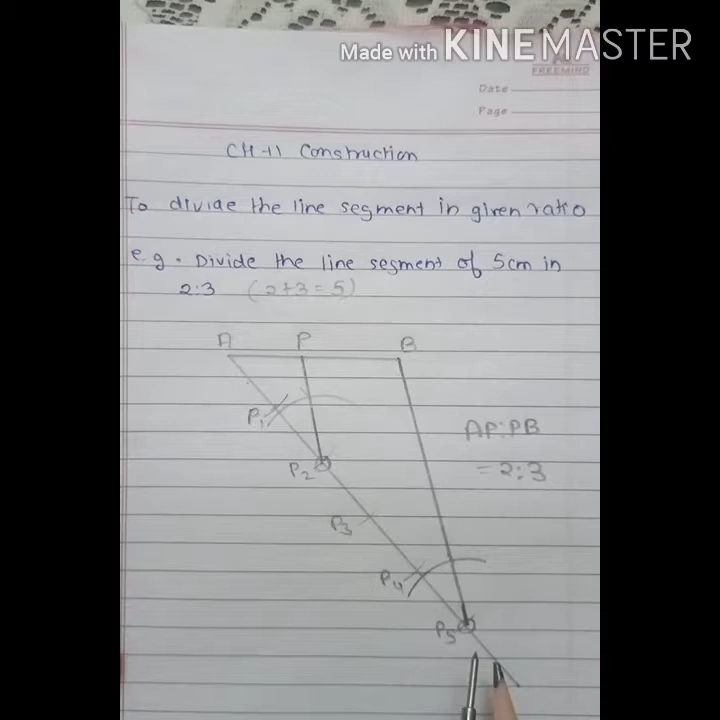 Made with KINEMASTER
FREEMIND
Date
Page
CH-11 Construction
To divide the line segment in given ratio
e.g. Divide the line segment of 5cm in
2:3 (2+3=5)
A P B
P1
AP:PB
P2
=2:3
P3
P4
P5